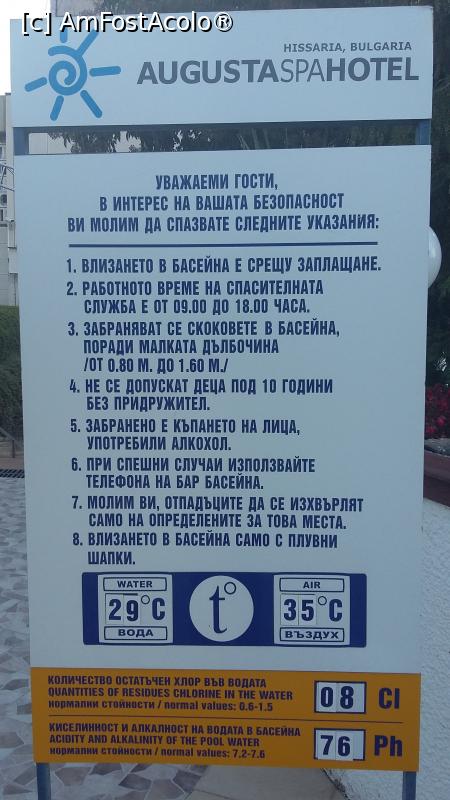 [c] AmFostAcolo®
HISSARIA, BULGARIA
AUGUSTASPAHOTEL
УВАЖАЕМИ ГОСТИ,
В ИНТЕРЕС НА ВАШАТА БЕЗОПАСНОСТ
ВИ МОЛИМ ДА СПАЗВАТЕ СЛЕДНИТЕ УКАЗАНИЯ:
1. ВЛИЗАНЕТО В БАСЕЙНА Е СРЕЩУ ЗАПЛАЩАНЕ.
2. РАБОТНОТО ВРЕМЕ НА СПАСИТЕЛНАТА
СЛУЖБА Е ОТ 09.00 ДО 18.00 ЧАСА.
3. ЗАБРАНЯВАТ СЕ СКОКОВЕТЕ В БАСЕЙНА,
ПОРАДИ МАЛКАТА ДЪЛБОЧИНА
/ОТ 0.80 М. ДО 1.60 М./
4. НЕ СЕ ДОПУСКАТ ДЕЦА ПОД 10 ГОДИНИ
БЕЗ ПРИДРУЖИТЕЛ.
5. ЗАБРАНЕНО Е КЪПАНЕТО НА ЛИЦА,
УПОТРЕБИЛИ АЛКОХОЛ.
6. ПРИ СПЕШНИ СЛУЧАИ ИЗПОЛЗВАЙТЕ
ТЕЛЕФОНА НА БАР БАСЕЙНА.
7. МОЛИМ ВИ, ОТПАДЪЦИТЕ ДА СЕ ИЗХВЪРЛЯТ
САМО НА ОПРЕДЕЛЕНИТЕ ЗА ТОВА МЕСТА.
8. ВЛИЗАНЕТО В БАСЕЙНА САМО С ПЛУВНИ
ШАПКИ.
WATER
29°C
ВОДА
t°
AIR
35°C
ВЪЗДУХ
КОЛИЧЕСТВО ОСТАТЪЧЕН ХЛОР ВЪВ ВОДАТА
QUANTITIES OF RESIDUES CHLORINE IN THE WATER
нормални стойности / normal values: 0.6-1.5
08 Cl
КИСЕЛИННОСТ И АЛКАЛНОСТ НА ВОДАТА В БАСЕЙНА
ACIDITY AND ALKALINITY OF THE POOL WATER
нормални стойности / normal values: 7.2-7.6
76 Ph